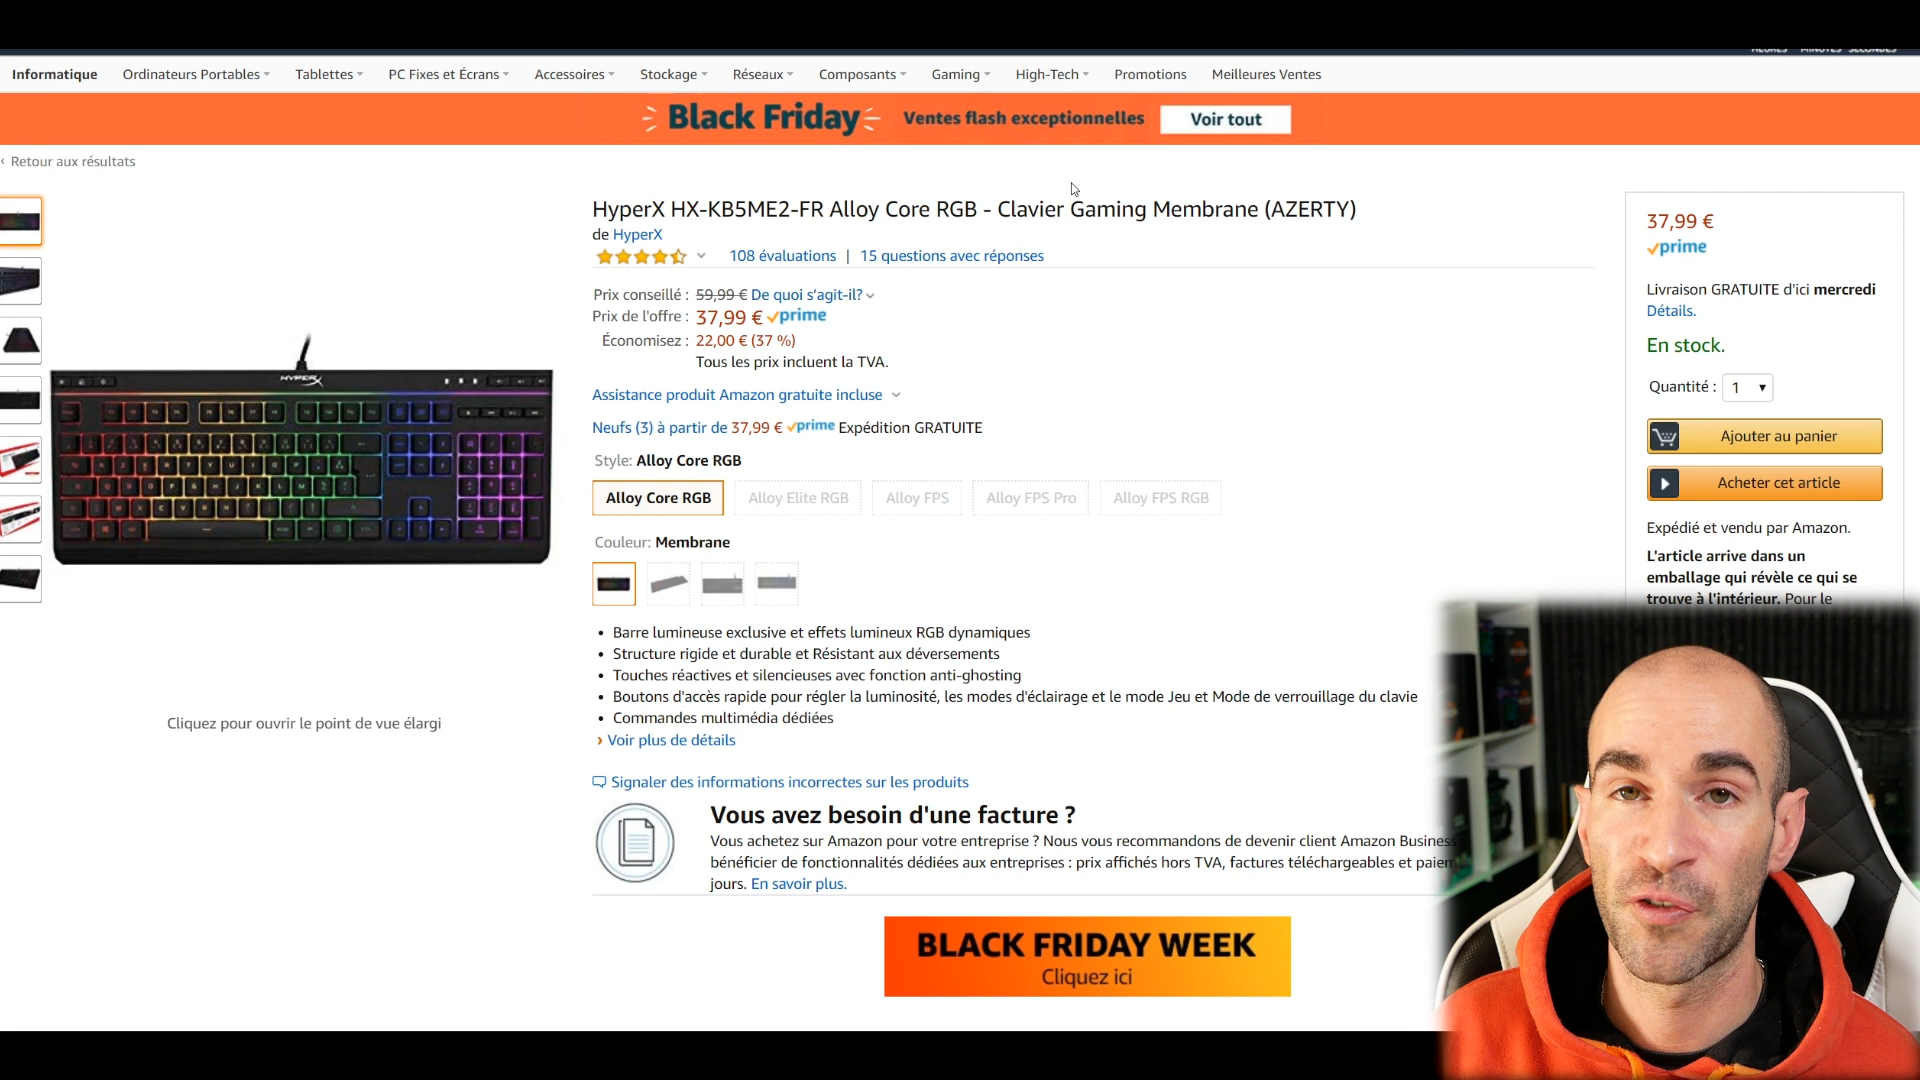 Informatique Ordinateurs Portables Tablettes PC Fixes et Écrans Accessoires Stockage Réseaux Composants Gaming High-Tech Promotions Meilleures Ventes
Black Friday Ventes flash exceptionnelles Voir tout
‹ Retour aux résultats
HyperX HX-KB5ME2-FR Alloy Core RGB - Clavier Gaming Membrane (AZERTY)
de HyperX
108 évaluations | 15 questions avec réponses
Prix conseillé : 59,99 € De quoi s'agit-il?
Prix de l'offre : 37,99 € prime
Économisez : 22,00 € (37 %)
Tous les prix incluent la TVA.
Assistance produit Amazon gratuite incluse
Neufs (3) à partir de 37,99 € prime Expédition GRATUITE
Style: Alloy Core RGB
Alloy Core RGB Alloy Elite RGB Alloy FPS Alloy FPS Pro Alloy FPS RGB
Couleur: Membrane
• Barre lumineuse exclusive et effets lumineux RGB dynamiques
• Structure rigide et durable et Résistant aux déversements
• Touches réactives et silencieuses avec fonction anti-ghosting
• Boutons d'accès rapide pour régler la luminosité, les modes d'éclairage et le mode Jeu et Mode de verrouillage du clavie
• Commandes multimédia dédiées
› Voir plus de détails
Signaler des informations incorrectes sur les produits
Vous avez besoin d'une facture ?
Vous achetez sur Amazon pour votre entreprise ? Nous vous recommandons de devenir client Amazon Business
bénéficier de fonctionnalités dédiées aux entreprises : prix affichés hors TVA, factures téléchargeables et paiem
jours. En savoir plus.
BLACK FRIDAY WEEK
Cliquez ici
HYPERX
Cliquez pour ouvrir le point de vue élargi
37,99 €
prime
Livraison GRATUITE d'ici mercredi
Détails.
En stock.
Quantité : 1
Ajouter au panier
Acheter cet article
Expédié et vendu par Amazon.
L'article arrive dans un
emballage qui révèle ce qui se
trouve à l'intérieur. Pour le